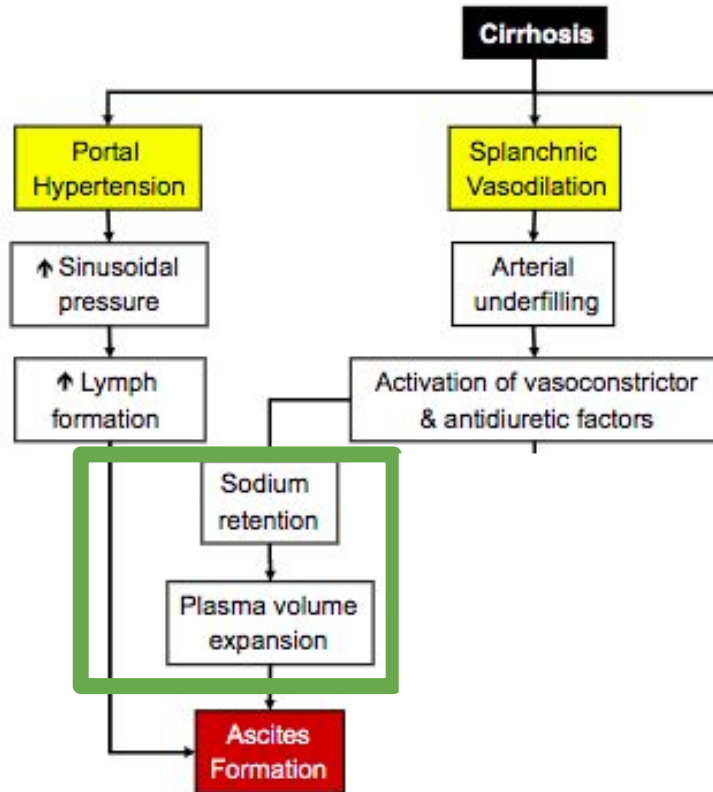 Cirrhosis
Portal
Hypertension
Splanchnic
Vasodilation
↑ Sinusoidal
pressure
Arterial
underfilling
↑ Lymph
formation
Activation of vasoconstrictor
& antidiuretic factors
Sodium
retention
Plasma volume
expansion
Ascites
Formation